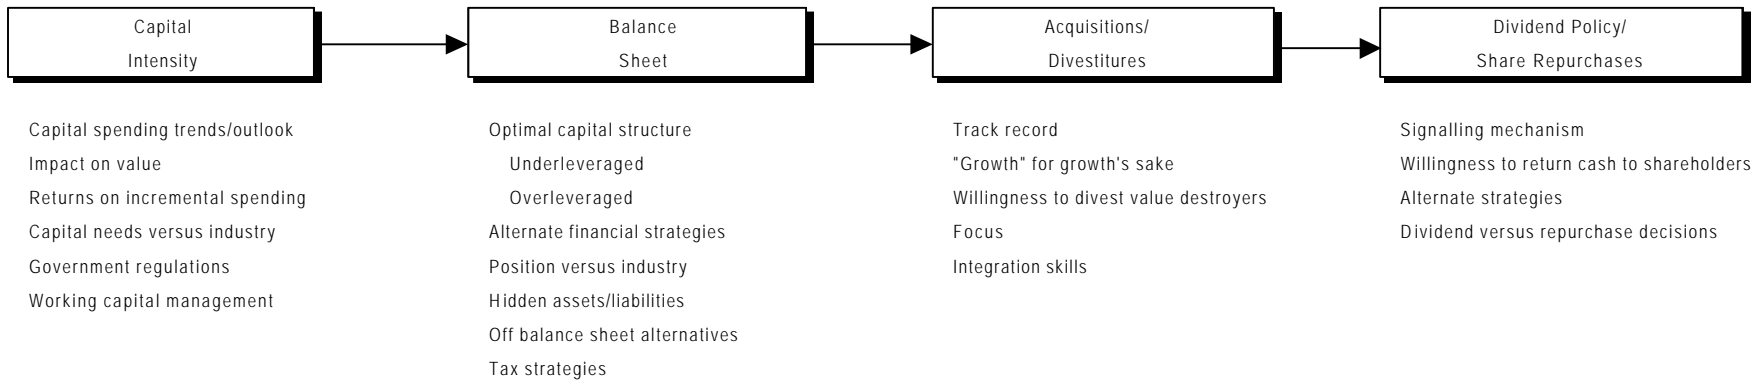 Capital
Intensity
Balance
Sheet
Acquisitions/
Divestitures
Dividend Policy/
Share Repurchases
Capital spending trends/outlook
Impact on value
Returns on incremental spending
Capital needs versus industry
Government regulations
Working capital management
Optimal capital structure
Underleveraged
Overleveraged
Alternate financial strategies
Position versus industry
Hidden assets/liabilities
Off balance sheet alternatives
Tax strategies
Track record
"Growth" for growth's sake
Willingness to divest value destroyers
Focus
Integration skills
Signalling mechanism
Willingness to return cash to shareholders
Alternate strategies
Dividend versus repurchase decisions